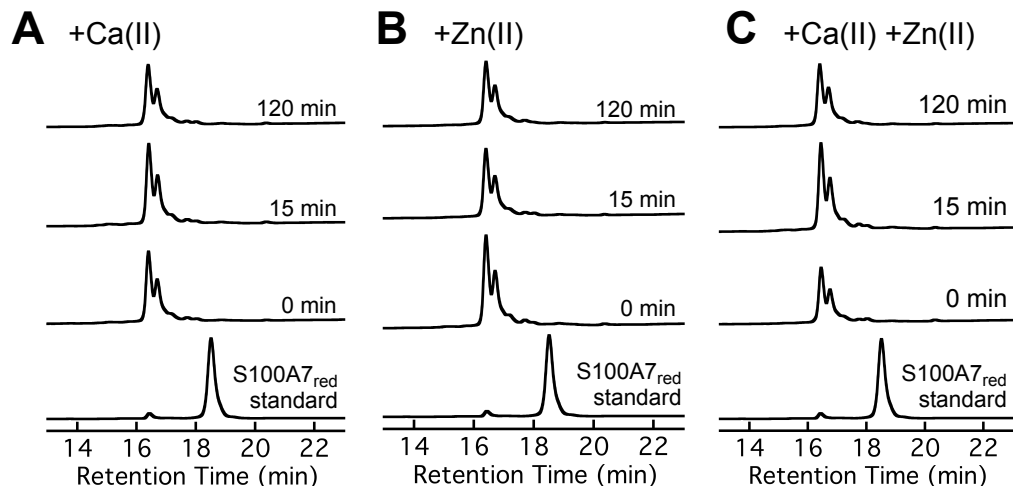 A +Ca(II)
120 min
15 min
0 min
S100A7red
standard
14 16 18 20 22
Retention Time (min)
B +Zn(II)
120 min
15 min
0 min
S100A7red
standard
14 16 18 20 22
Retention Time (min)
C +Ca(II) +Zn(II)
120 min
15 min
0 min
S100A7red
standard
14 16 18 20 22
Retention Time (min)